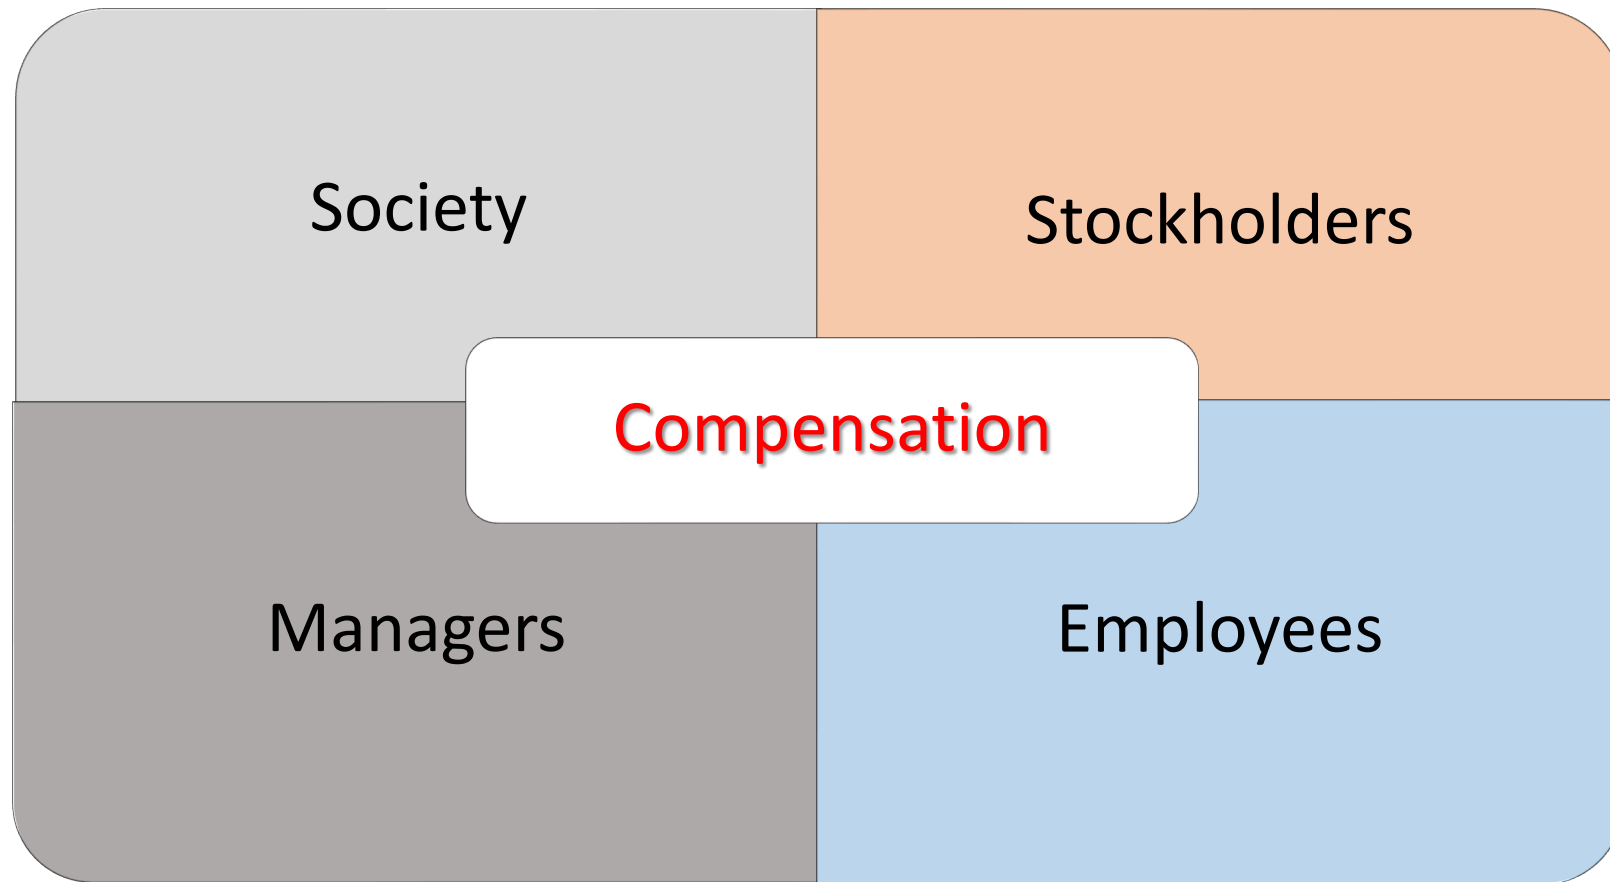 Society
Stockholders
Compensation
Managers
Employees